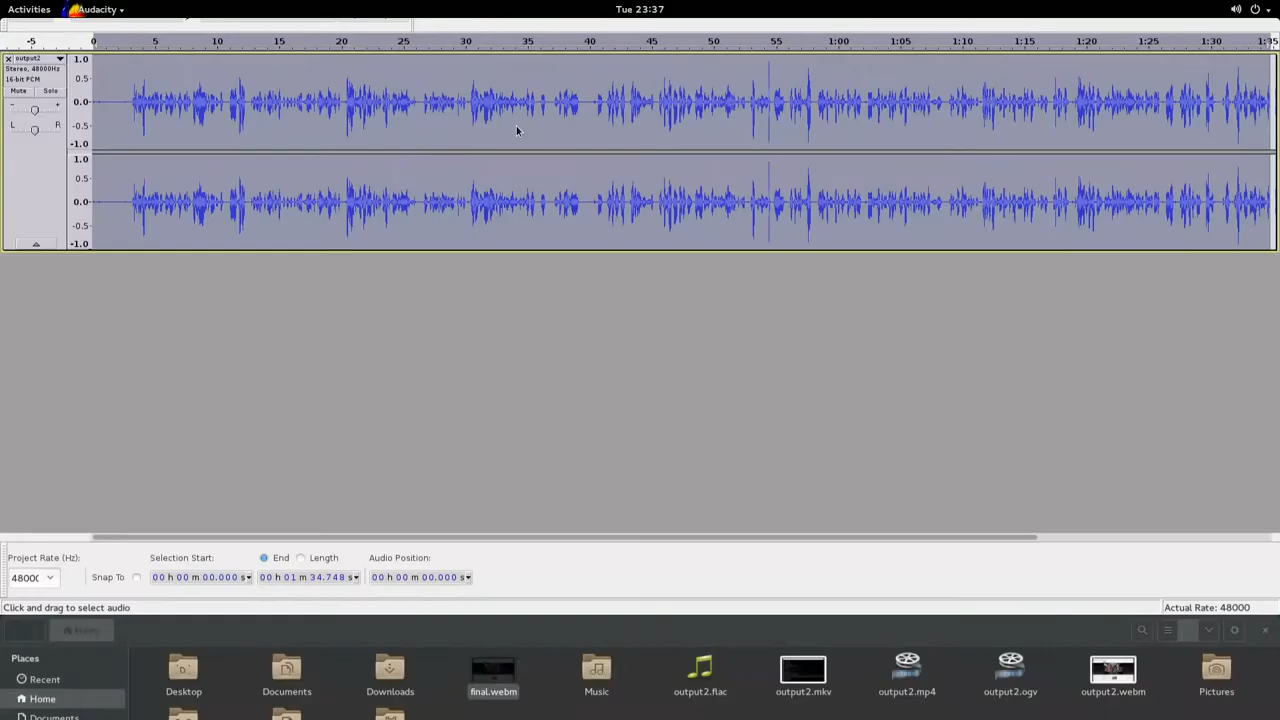 Activities Audacity Tue 23:37
-5 0 5 10 15 20 25 30 35 40 45 50 55 1:00 1:05 1:10 1:15 1:20 1:25 1:30 1:35
output2
Stereo, 48000Hz
16-bit PCM
Mute Solo
- +
L R
1.0
0.5
0.0
-0.5
-1.0
1.0
0.5
0.0
-0.5
-1.0
Project Rate (Hz): Selection Start: End Length Audio Position:
48000 Snap To 00 h 00 m 00.000 s 00 h 01 m 34.748 s 00 h 00 m 00.000 s
Click and drag to select audio Actual Rate: 48000
Home
Places
Recent
Home
Documents
Desktop Documents Downloads final.webm Music output2.flac output2.mkv output2.mp4 output2.ogv output2.webm Pictures